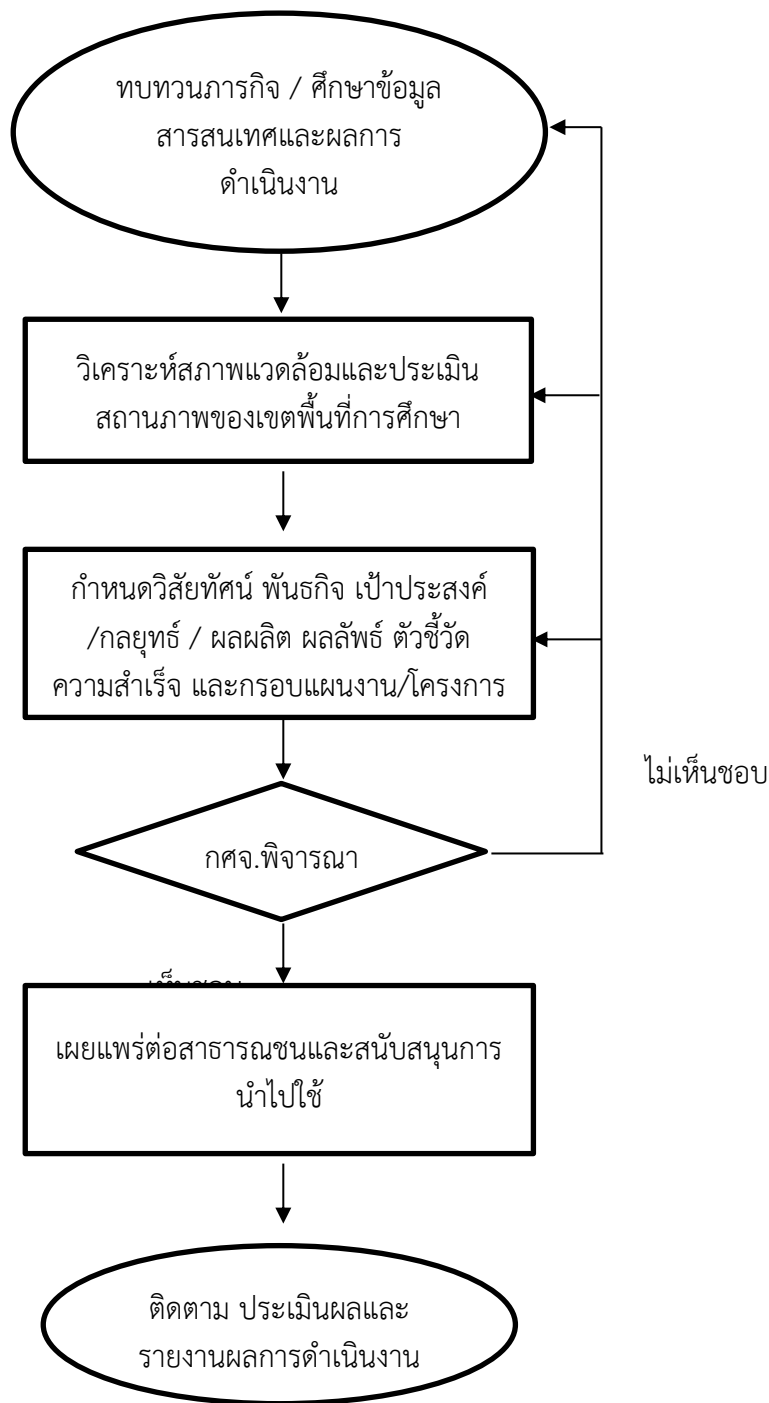 ทบทวนภารกิจ / ศึกษาข้อมูล
สารสนเทศและผลการ
ดำเนินงาน
วิเคราะห์สภาพแวดล้อมและประเมิน
สถานภาพของเขตพื้นที่การศึกษา
กำหนดวิสัยทัศน์ พันธกิจ เป้าประสงค์
/กลยุทธ์ / ผลผลิต ผลลัพธ์ ตัวชี้วัด
ความสำเร็จ และกรอบแผนงาน/โครงการ
ไม่เห็นชอบ
กศจ.พิจารณา
เผยแพร่ต่อสาธารณชนและสนับสนุนการ
นำไปใช้
ติดตาม ประเมินผลและ
รายงานผลการดำเนินงาน